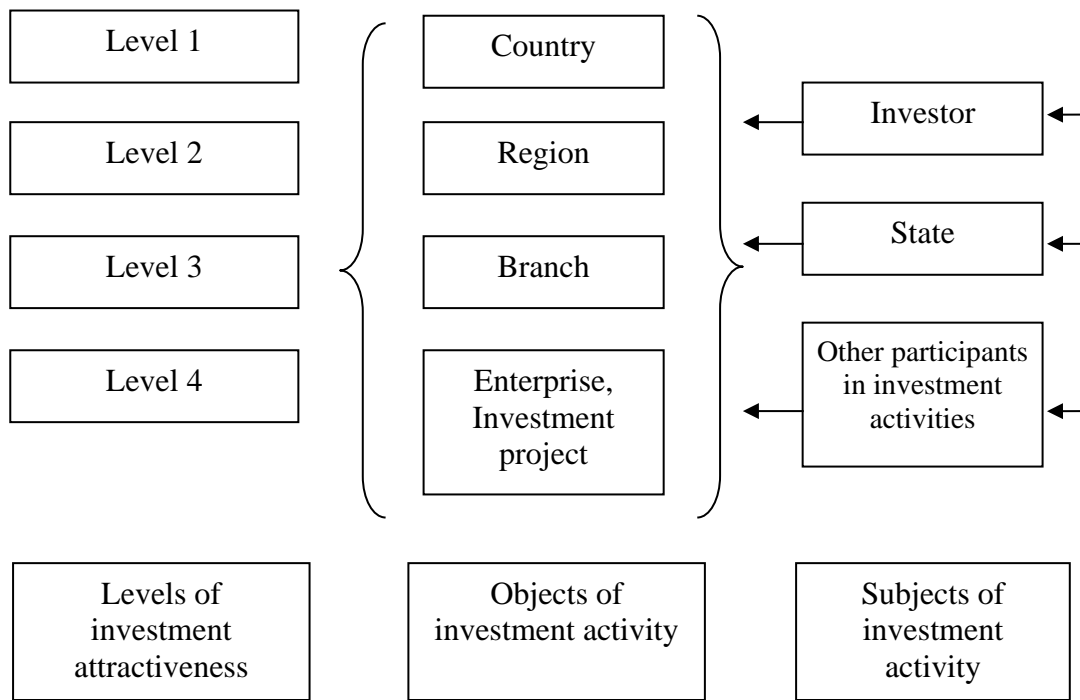 Level 1
Level 2
Level 3
Level 4
Country
Region
Branch
Enterprise,
Investment
project
Investor
State
Other participants
in investment
activities
Levels of
investment
attractiveness
Objects of
investment activity
Subjects of
investment
activity